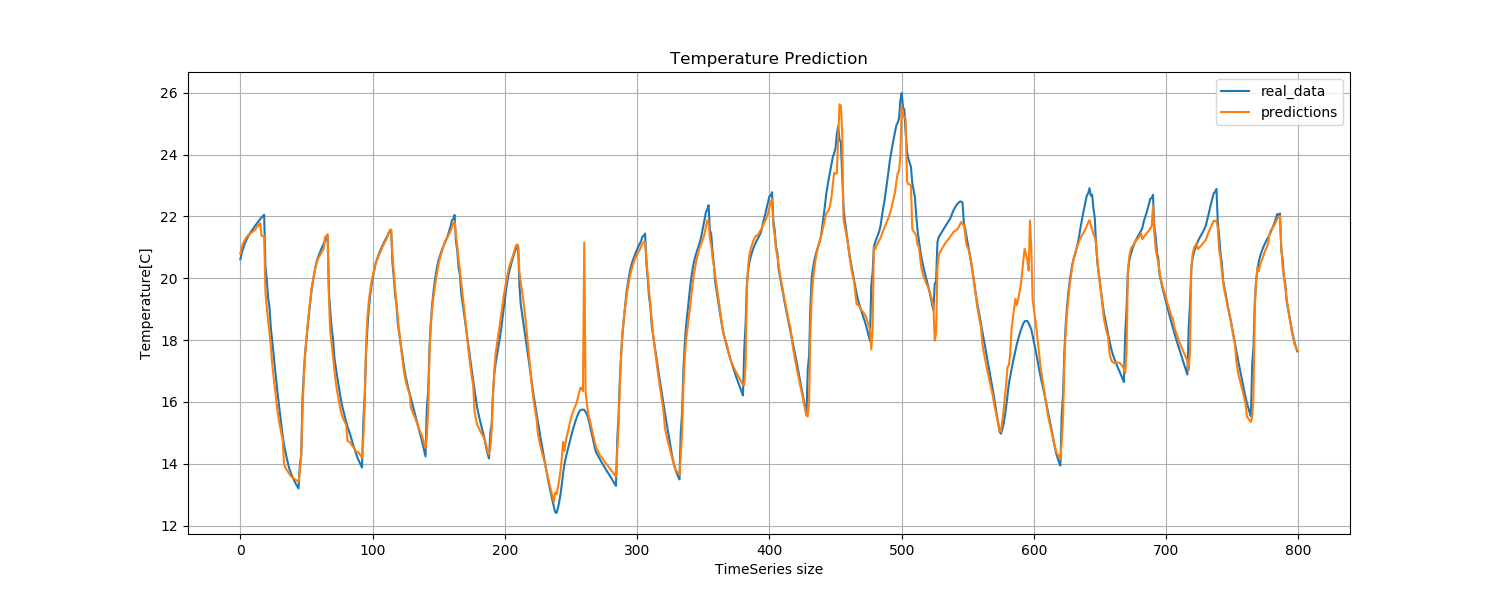 Temperature Prediction
real_data
predictions
Temperature[C]
26
24
22
20
18
16
14
12
0 100 200 300 400 500 600 700 800
TimeSeries size